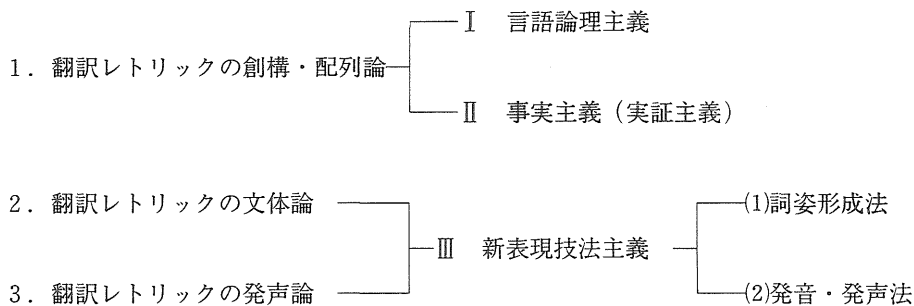 Ⅰ 言語論理主義
1．翻訳レトリックの創構・配列論
Ⅱ 事実主義（実証主義）
2．翻訳レトリックの文体論
(1)詞姿形成法
Ⅲ 新表現技法主義
3．翻訳レトリックの発声論
(2)発音・発声法